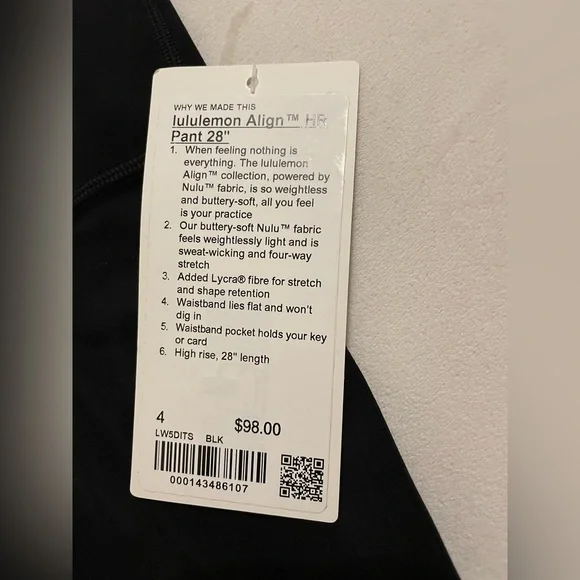 WHY WE MADE THIS
lululemon Align™ HR
Pant 28"
1. When feeling nothing is
everything. The lululemon
Align™ collection, powered by
Nulu™ fabric, is so weightless
and buttery-soft, all you feel
is your practice
2. Our buttery-soft Nulu™ fabric
feels weightlessly light and is
sweat-wicking and four-way
stretch
3. Added Lycra® fibre for stretch
and shape retention
4. Waistband lies flat and won't
dig in
5. Waistband pocket holds your key
or card
6. High rise, 28" length
4 $98.00
LW5DITS BLK
000143486107